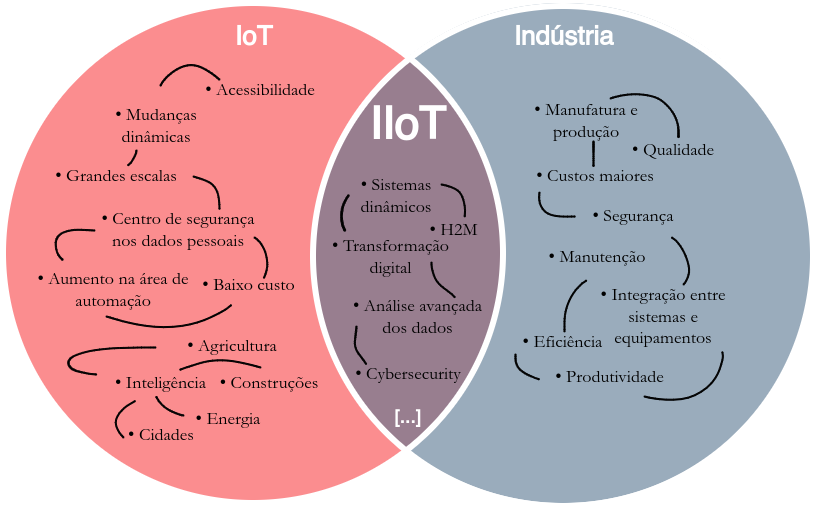 IoT
• Acessibilidade
• Mudanças
dinâmicas
• Grandes escalas
• Centro de segurança
nos dados pessoais
• Aumento na área de
automação
• Baixo custo
• Agricultura
• Inteligência
• Construções
• Energia
• Cidades
IIoT
• Sistemas
dinâmicos
• H2M
• Transformação
digital
• Análise avançada
dos dados
• Cybersecurity
[...]
Indústria
• Manufatura e
produção
• Qualidade
• Custos maiores
• Segurança
• Manutenção
• Integração entre
sistemas e
equipamentos
• Eficiência
• Produtividade